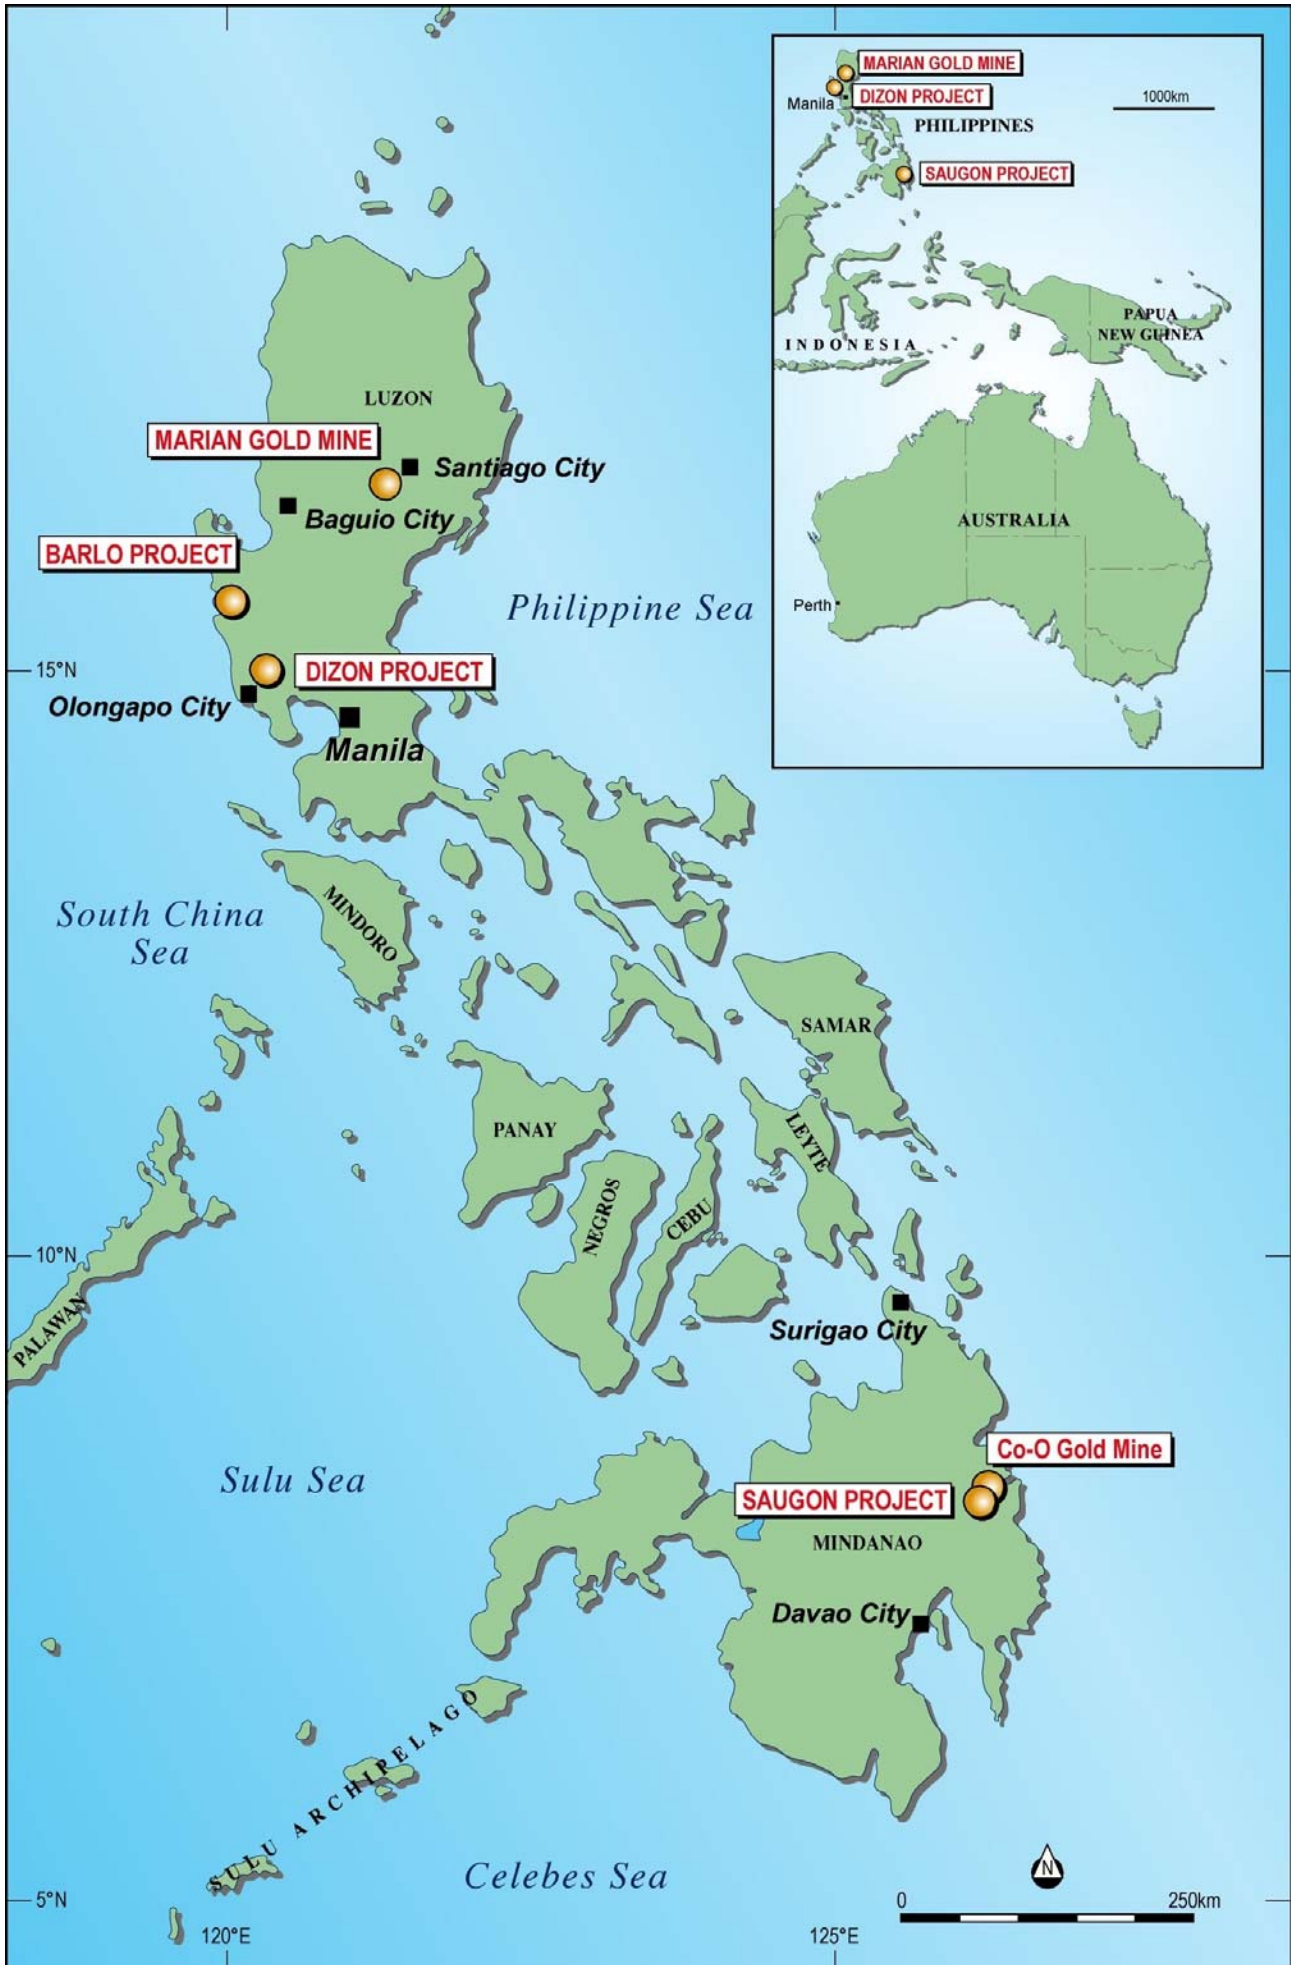 MARIAN GOLD MINE
DIZON PROJECT
Manila
1000km
PHILIPPINES
SAUGON PROJECT
PAPUA
NEW GUINEA
INDONESIA
AUSTRALIA
Perth
LUZON
MARIAN GOLD MINE
Santiago City
Baguio City
BARLO PROJECT
Philippine Sea
15°N
DIZON PROJECT
Olongapo City
Manila
South China
Sea
MINDORO
SAMAR
PANAY
LEYTE
NEGROS
CEBU
10°N
PALAWAN
Surigao City
Co-O Gold Mine
Sulu Sea
SAUGON PROJECT
MINDANAO
Davao City
SULU ARCHIPELAGO
Celebes Sea
N
0
250km
5°N
120°E
125°E